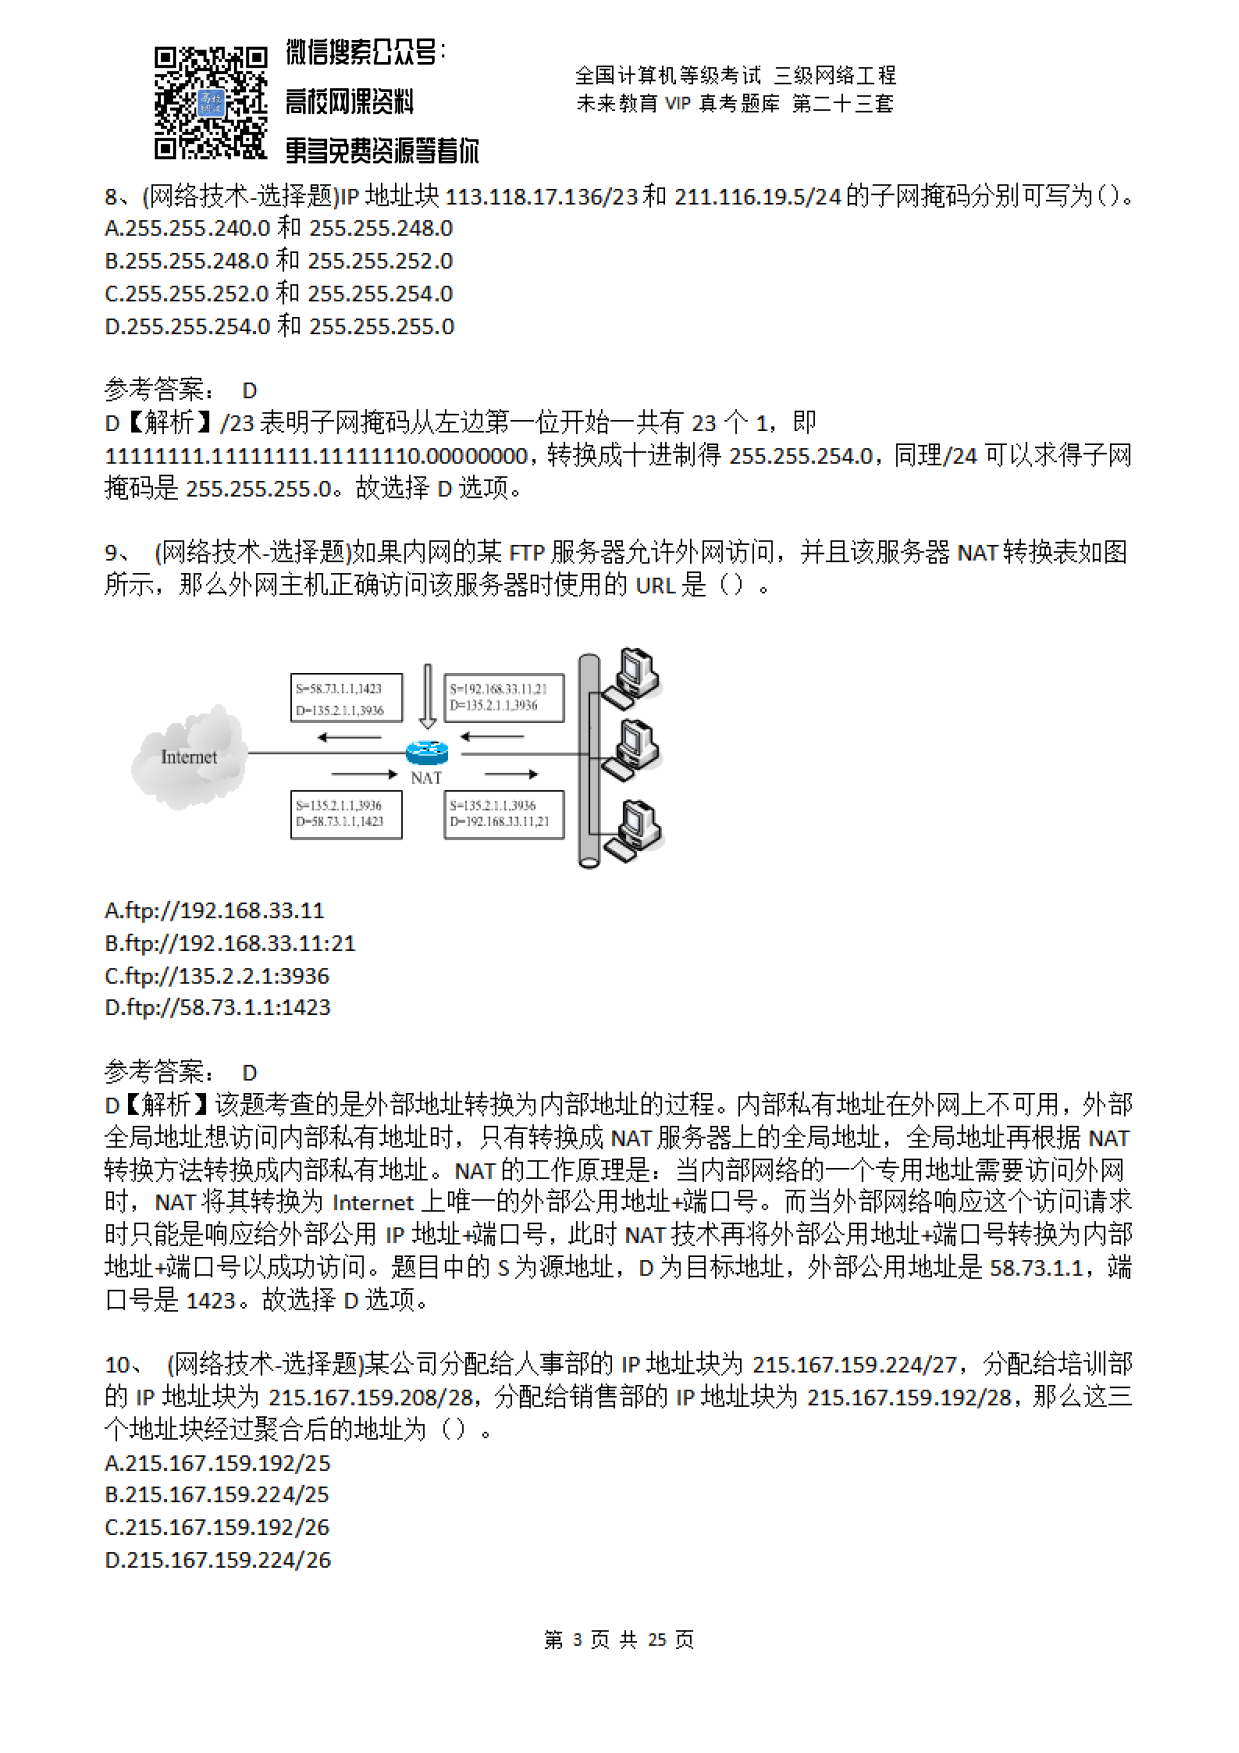 微信搜索公众号：
高校网课资料
更多免费资源等着你
全国计算机等级考试 三级网络工程
未来教育 VIP 真考题库 第二十三套
8、(网络技术-选择题)IP 地址块 113.118.17.136/23 和 211.116.19.5/24 的子网掩码分别可写为()。
A.255.255.240.0 和 255.255.248.0
B.255.255.248.0 和 255.255.252.0
C.255.255.252.0 和 255.255.254.0
D.255.255.254.0 和 255.255.255.0
参考答案： D
D【解析】/23 表明子网掩码从左边第一位开始一共有 23 个 1，即
11111111.11111111.11111110.00000000，转换成十进制得 255.255.254.0，同理/24 可以求得子网
掩码是 255.255.255.0。故选择 D 选项。
9、 (网络技术-选择题)如果内网的某 FTP 服务器允许外网访问，并且该服务器 NAT 转换表如图
所示，那么外网主机正确访问该服务器时使用的 URL 是（）。
S=58.73.1.1,1423
D=135.2.1.1,3936
S=192.168.33.11,21
D=135.2.1.1,3936
Internet
NAT
S=135.2.1.1,3936
D=58.73.1.1,1423
S=135.2.1.1,3936
D=192.168.33.11,21
A.ftp://192.168.33.11
B.ftp://192.168.33.11:21
C.ftp://135.2.2.1:3936
D.ftp://58.73.1.1:1423
参考答案： D
D【解析】该题考查的是外部地址转换为内部地址的过程。内部私有地址在外网上不可用，外部
全局地址想访问内部私有地址时，只有转换成 NAT 服务器上的全局地址，全局地址再根据 NAT
转换方法转换成内部私有地址。NAT 的工作原理是：当内部网络的一个专用地址需要访问外网
时，NAT 将其转换为 Internet 上唯一的外部公用地址+端口号。而当外部网络响应这个访问请求
时只能是响应给外部公用 IP 地址+端口号，此时 NAT 技术再将外部公用地址+端口号转换为内部
地址+端口号以成功访问。题目中的 S 为源地址，D 为目标地址，外部公用地址是 58.73.1.1，端
口号是 1423。故选择 D 选项。
10、 (网络技术-选择题)某公司分配给人事部的 IP 地址块为 215.167.159.224/27，分配给培训部
的 IP 地址块为 215.167.159.208/28，分配给销售部的 IP 地址块为 215.167.159.192/28，那么这三
个地址块经过聚合后的地址为（）。
A.215.167.159.192/25
B.215.167.159.224/25
C.215.167.159.192/26
D.215.167.159.224/26
第 3 页 共 25 页